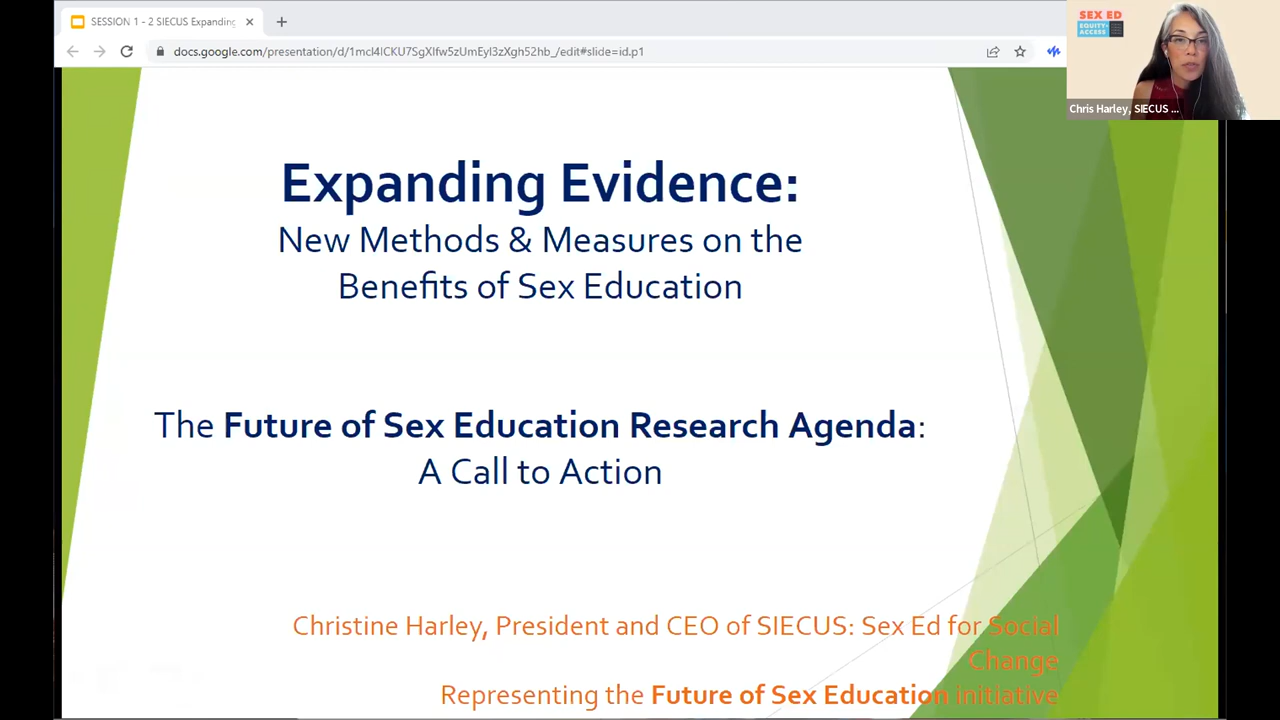 SESSION 1 - 2 SIECUS Expanding
docs.google.com/presentation/d/1mcl4lCKU7SgXlfw5zUmEyl3zXgh52hb_/edit#slide=id.p1
SEX ED
EQUITY-
ACCESS
Chris Harley, SIECUS ...
Expanding Evidence:
New Methods & Measures on the
Benefits of Sex Education
The Future of Sex Education Research Agenda:
A Call to Action
Christine Harley, President and CEO of SIECUS: Sex Ed for Social
Change
Representing the Future of Sex Education initiative